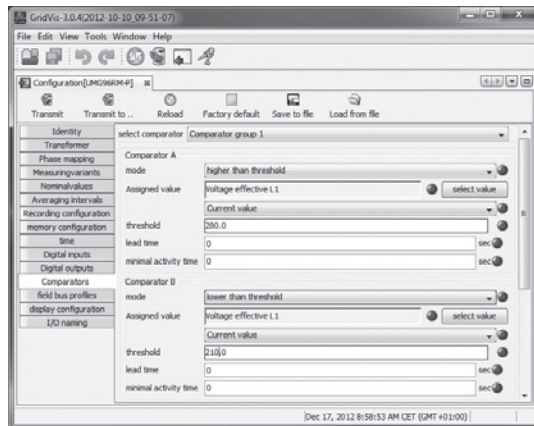 GridVis-3.0.4(2012-10-10_09-51-07)
File Edit View Tools Window Help
Configuration[UMG96RM-P]
Transmit Transmit to .. Reload Factory default Save to file Load from file
Identity
Transformer
Phase mapping
Measuringvariants
Nominalvalues
Averaging intervals
Recording configuration
memory configuration
time
Digital inputs
Digital outputs
Comparators
field bus profiles
display configuration
I/O naming
select comparator Comparator group 1
Comparator A
mode higher than threshold
Assigned value Voltage effective L1 select value
Current value
threshold 280.0
lead time 0 sec
minimal activity time 0 sec
Comparator B
mode lower than threshold
Assigned value Voltage effective L1 select value
Current value
threshold 210.0
lead time 0 sec
minimal activity time 0 sec
Dec 17, 2012 8:58:53 AM CET (GMT+01:00)